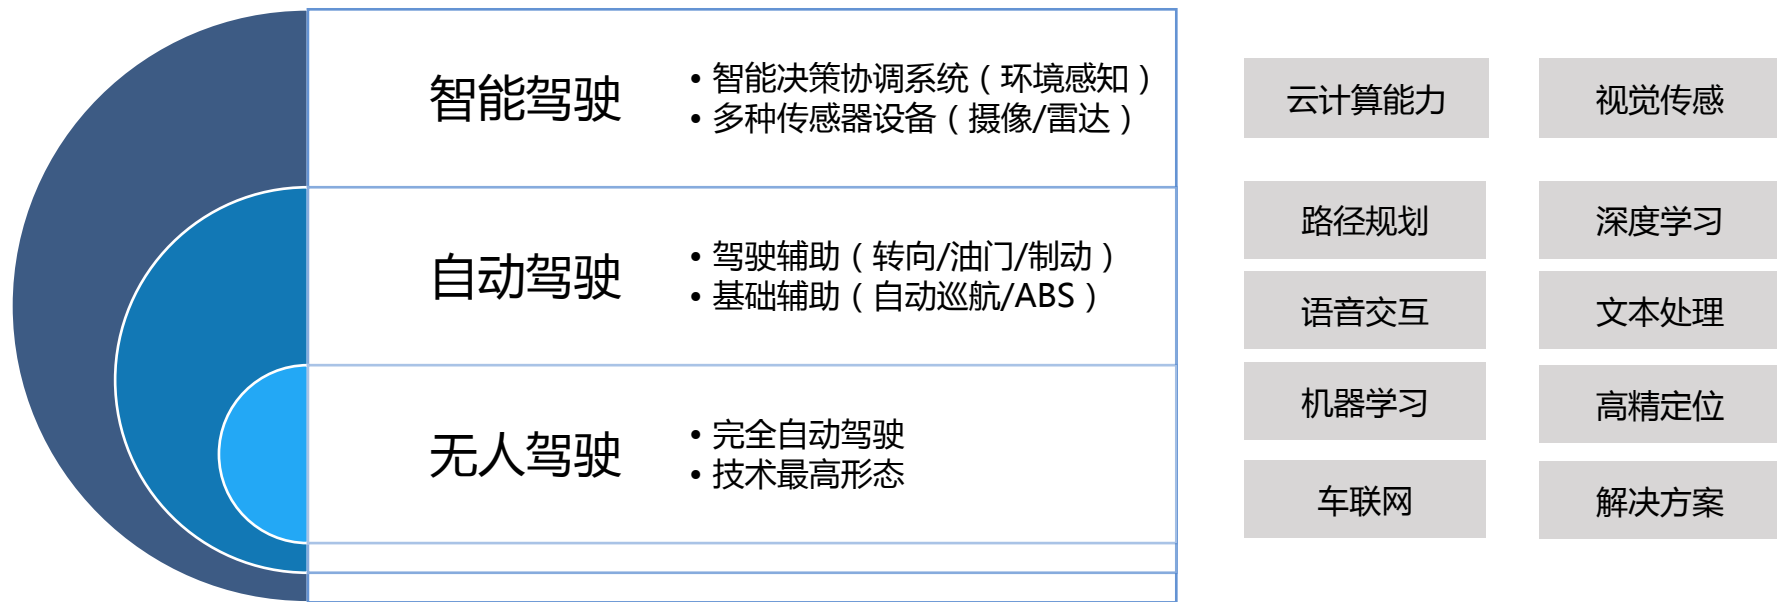 智能驾驶
• 智能决策协调系统（环境感知）
• 多种传感器设备（摄像/雷达）
自动驾驶
• 驾驶辅助（转向/油门/制动）
• 基础辅助（自动巡航/ABS）
无人驾驶
• 完全自动驾驶
• 技术最高形态
云计算能力
视觉传感
路径规划
深度学习
语音交互
文本处理
机器学习
高精定位
车联网
解决方案